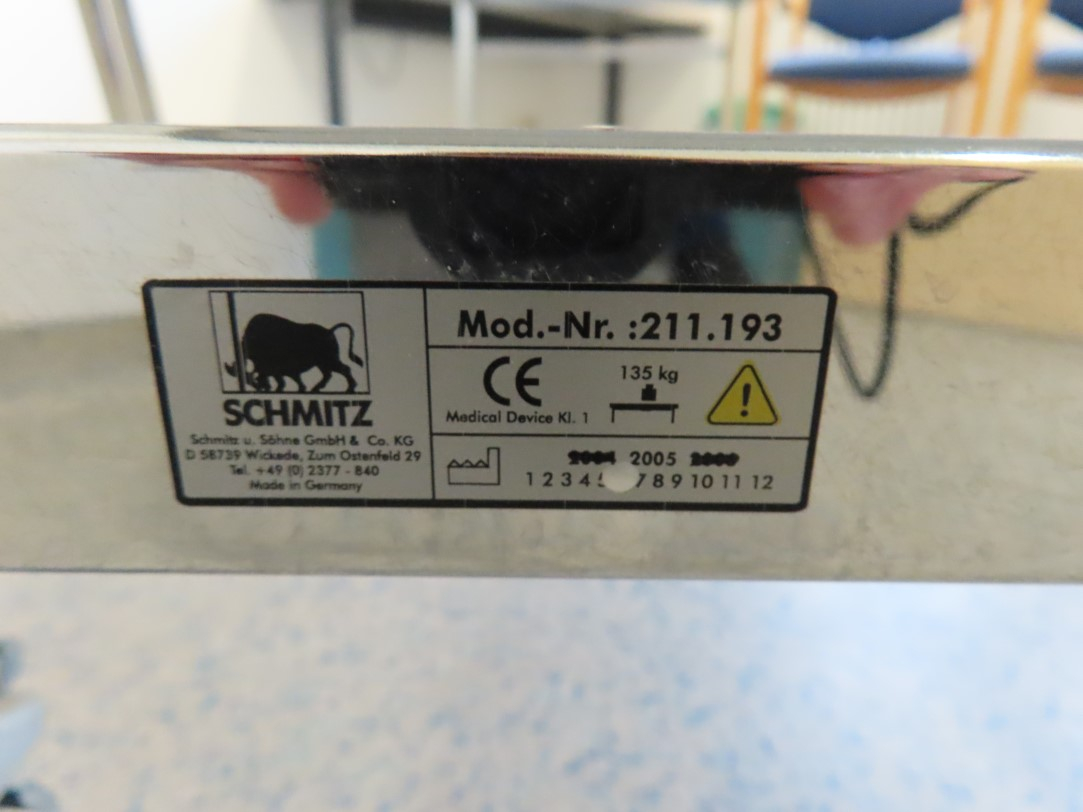 SCHMITZ
Schmitz u. Söhne GmbH & Co. KG
D 58739 Wickede, Zum Ostenfeld 29
Tel. +49 (0) 2377 - 840
Made in Germany
Mod.-Nr. :211.193
CE
Medical Device Kl. 1
135 kg
!
2005
1 2 3 4 7 8 9 10 11 12